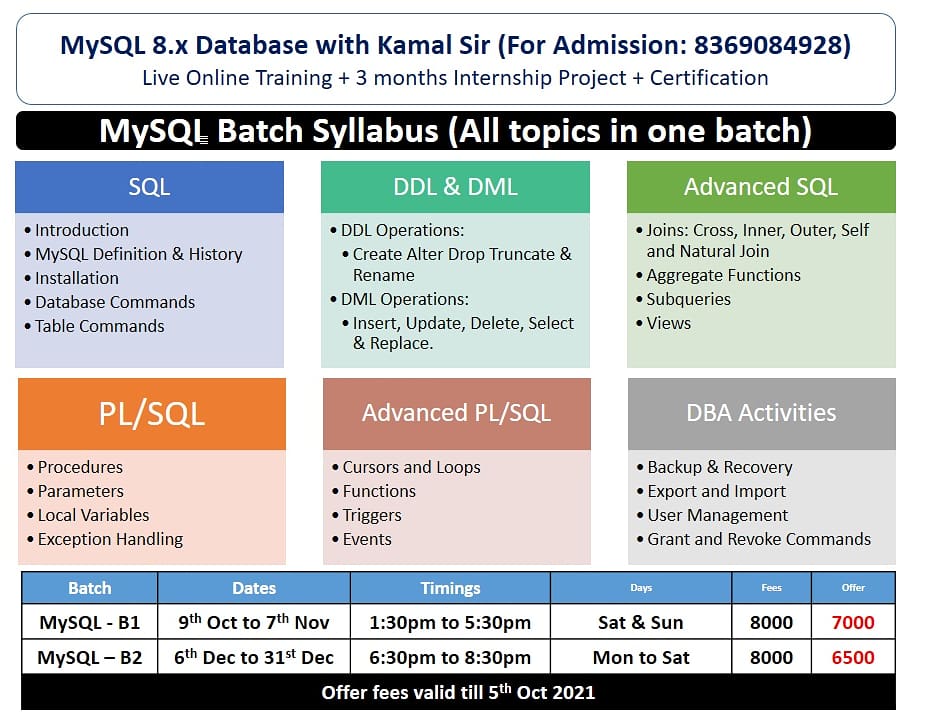 MySQL 8.x Database with Kamal Sir (For Admission: 8369084928)
Live Online Training + 3 months Internship Project + Certification
MySQL Batch Syllabus (All topics in one batch)
SQL
• Introduction
• MySQL Definition & History
• Installation
• Database Commands
• Table Commands
DDL & DML
• DDL Operations:
• Create Alter Drop Truncate &
Rename
• DML Operations:
• Insert, Update, Delete, Select
& Replace.
Advanced SQL
• Joins: Cross, Inner, Outer, Self
and Natural Join
• Aggregate Functions
• Subqueries
• Views
PL/SQL
• Procedures
• Parameters
• Local Variables
• Exception Handling
Advanced PL/SQL
• Cursors and Loops
• Functions
• Triggers
• Events
DBA Activities
• Backup & Recovery
• Export and Import
• User Management
• Grant and Revoke Commands
Batch Dates Timings Days Fees Offer
MySQL - B1 9th Oct to 7th Nov 1:30pm to 5:30pm Sat & Sun 8000 7000
MySQL – B2 6th Dec to 31st Dec 6:30pm to 8:30pm Mon to Sat 8000 6500
Offer fees valid till 5th Oct 2021